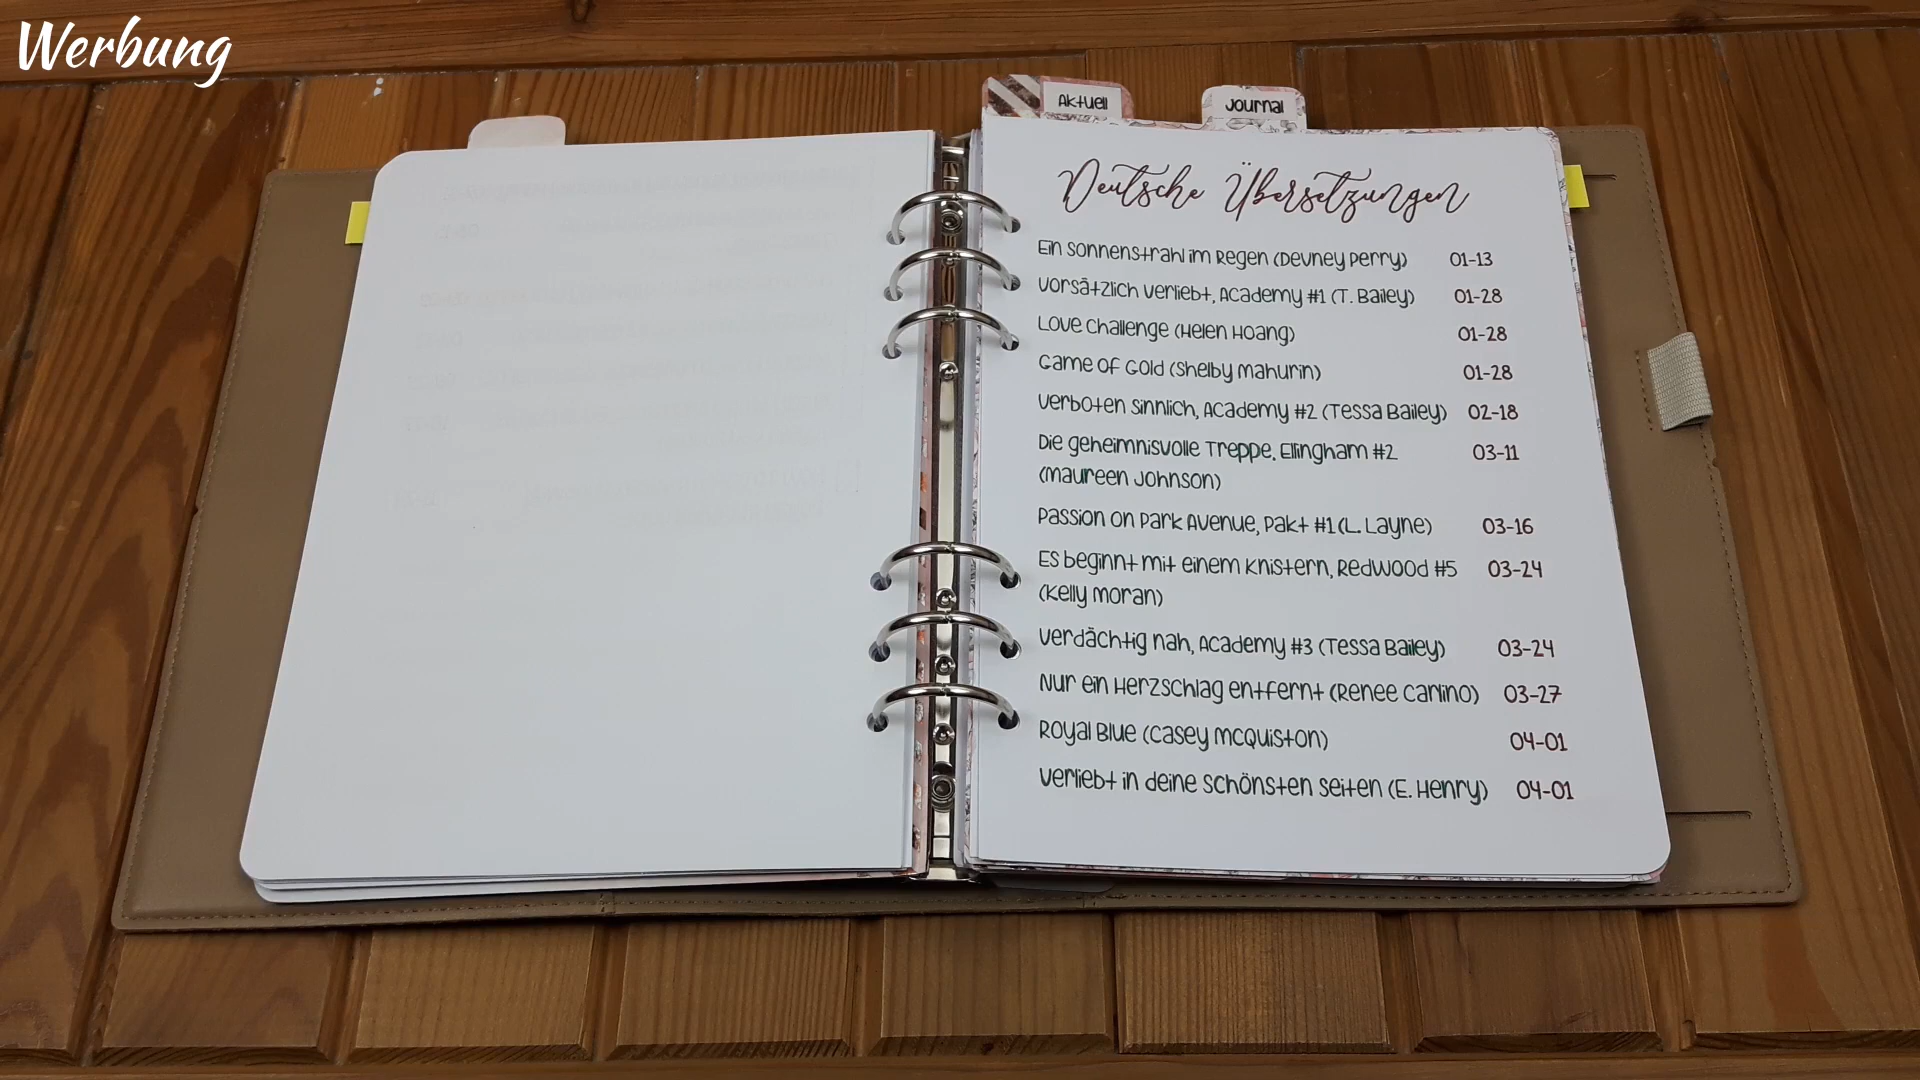 Werbung
Aktuell
Journal
Deutsche Übersetzungen
Ein Sonnenstrahl im Regen (Devney Perry) 01-13
Vorsätzlich verliebt, Academy #1 (T. Bailey) 01-28
Love Challenge (Helen Hoang) 01-28
Game of Gold (Shelby Mahurin) 01-28
Verboten sinnlich, Academy #2 (Tessa Bailey) 02-18
Die geheimnisvolle Treppe, Ellingham #2 03-11
(Maureen Johnson)
Passion on Park Avenue, Pakt #1 (L. Layne) 03-16
Es beginnt mit einem Knistern, Redwood #5 03-24
(Kelly Moran)
Verdächtig nah, Academy #3 (Tessa Bailey) 03-24
Nur ein Herzschlag entfernt (Renee Carlino) 03-27
Royal Blue (Casey McQuiston) 04-01
Verliebt in deine schönsten Seiten (E. Henry) 04-01